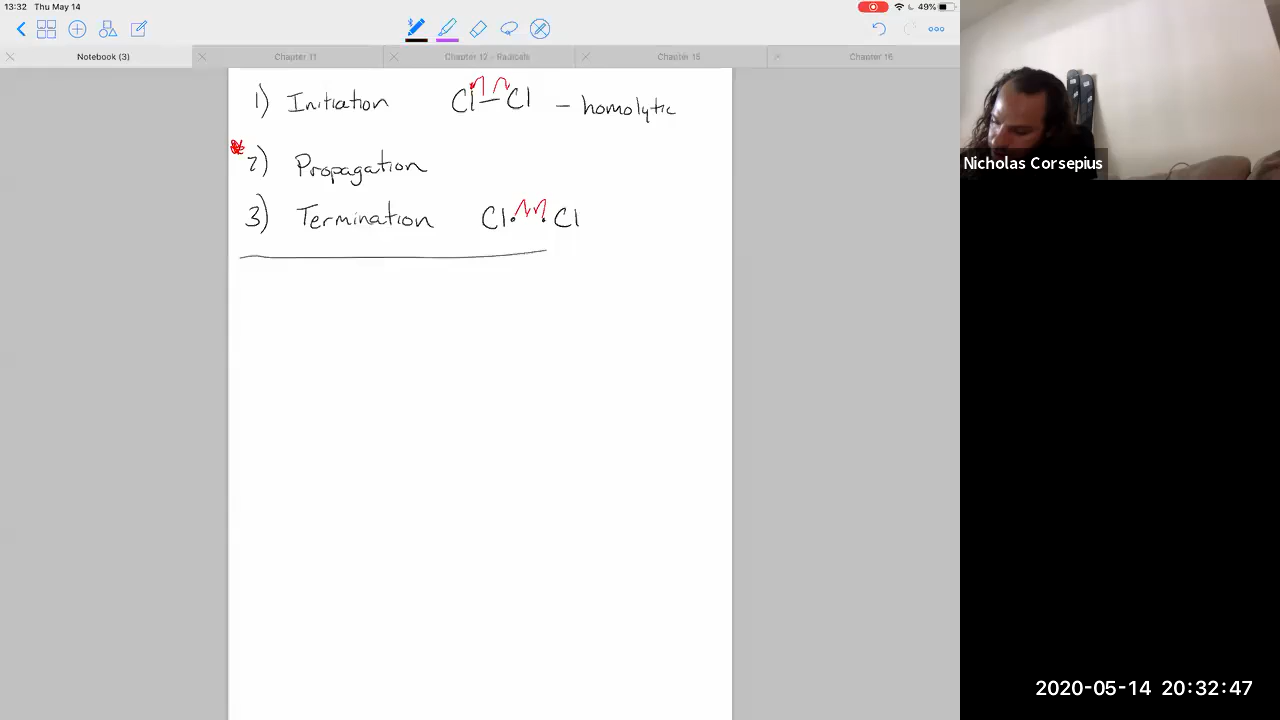 13:32 Thu May 14
49%
Notebook (3)
Chapter 11
Chapter 12 - Radicals
Chapter 15
Chapter 16
1) Initiation Cl—Cl – homolytic
2) Propagation
3) Termination Cl· ·Cl
Nicholas Corsepius
2020-05-14 20:32:47